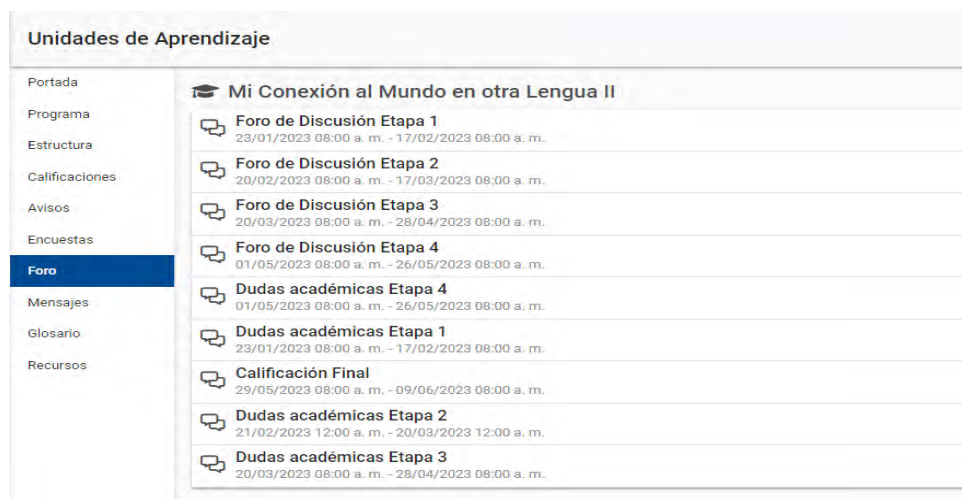 Unidades de Aprendizaje
Portada
Programa
Estructura
Calificaciones
Avisos
Encuestas
Foro
Mensajes
Glosario
Recursos
Mi Conexión al Mundo en otra Lengua II
Foro de Discusión Etapa 1
23/01/2023 08:00 a. m. - 17/02/2023 08:00 a. m.
Foro de Discusión Etapa 2
20/02/2023 08:00 a. m. - 17/03/2023 08:00 a. m.
Foro de Discusión Etapa 3
20/03/2023 08:00 a. m. - 28/04/2023 08:00 a. m.
Foro de Discusión Etapa 4
01/05/2023 08:00 a. m. - 26/05/2023 08:00 a. m.
Dudas académicas Etapa 4
01/05/2023 08:00 a. m. - 26/05/2023 08:00 a. m.
Dudas académicas Etapa 1
23/01/2023 08:00 a. m. - 17/02/2023 08:00 a. m.
Calificación Final
29/05/2023 08:00 a. m. - 09/06/2023 08:00 a. m.
Dudas académicas Etapa 2
21/02/2023 12:00 a. m. - 20/03/2023 12:00 a. m.
Dudas académicas Etapa 3
20/03/2023 08:00 a. m. - 28/04/2023 08:00 a. m.